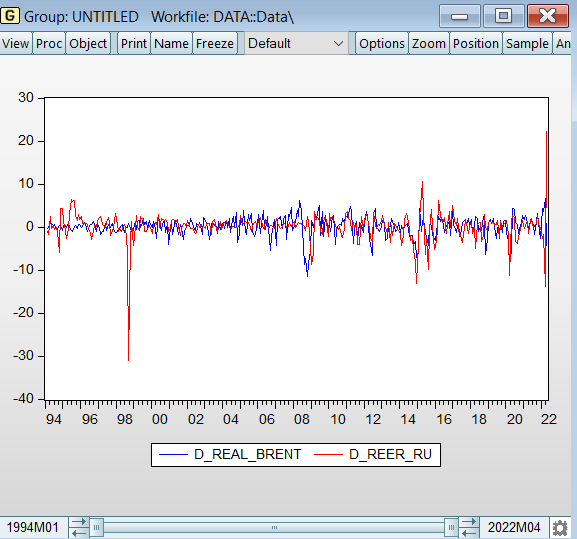 G Group: UNTITLED Workfile: DATA::Data\
View Proc Object Print Name Freeze Default Options Zoom Position Sample An
30
20
10
0
-10
-20
-30
-40
94 96 98 00 02 04 06 08 10 12 14 16 18 20 22
D_REAL_BRENT D_REER_RU
1994M01 2022M04